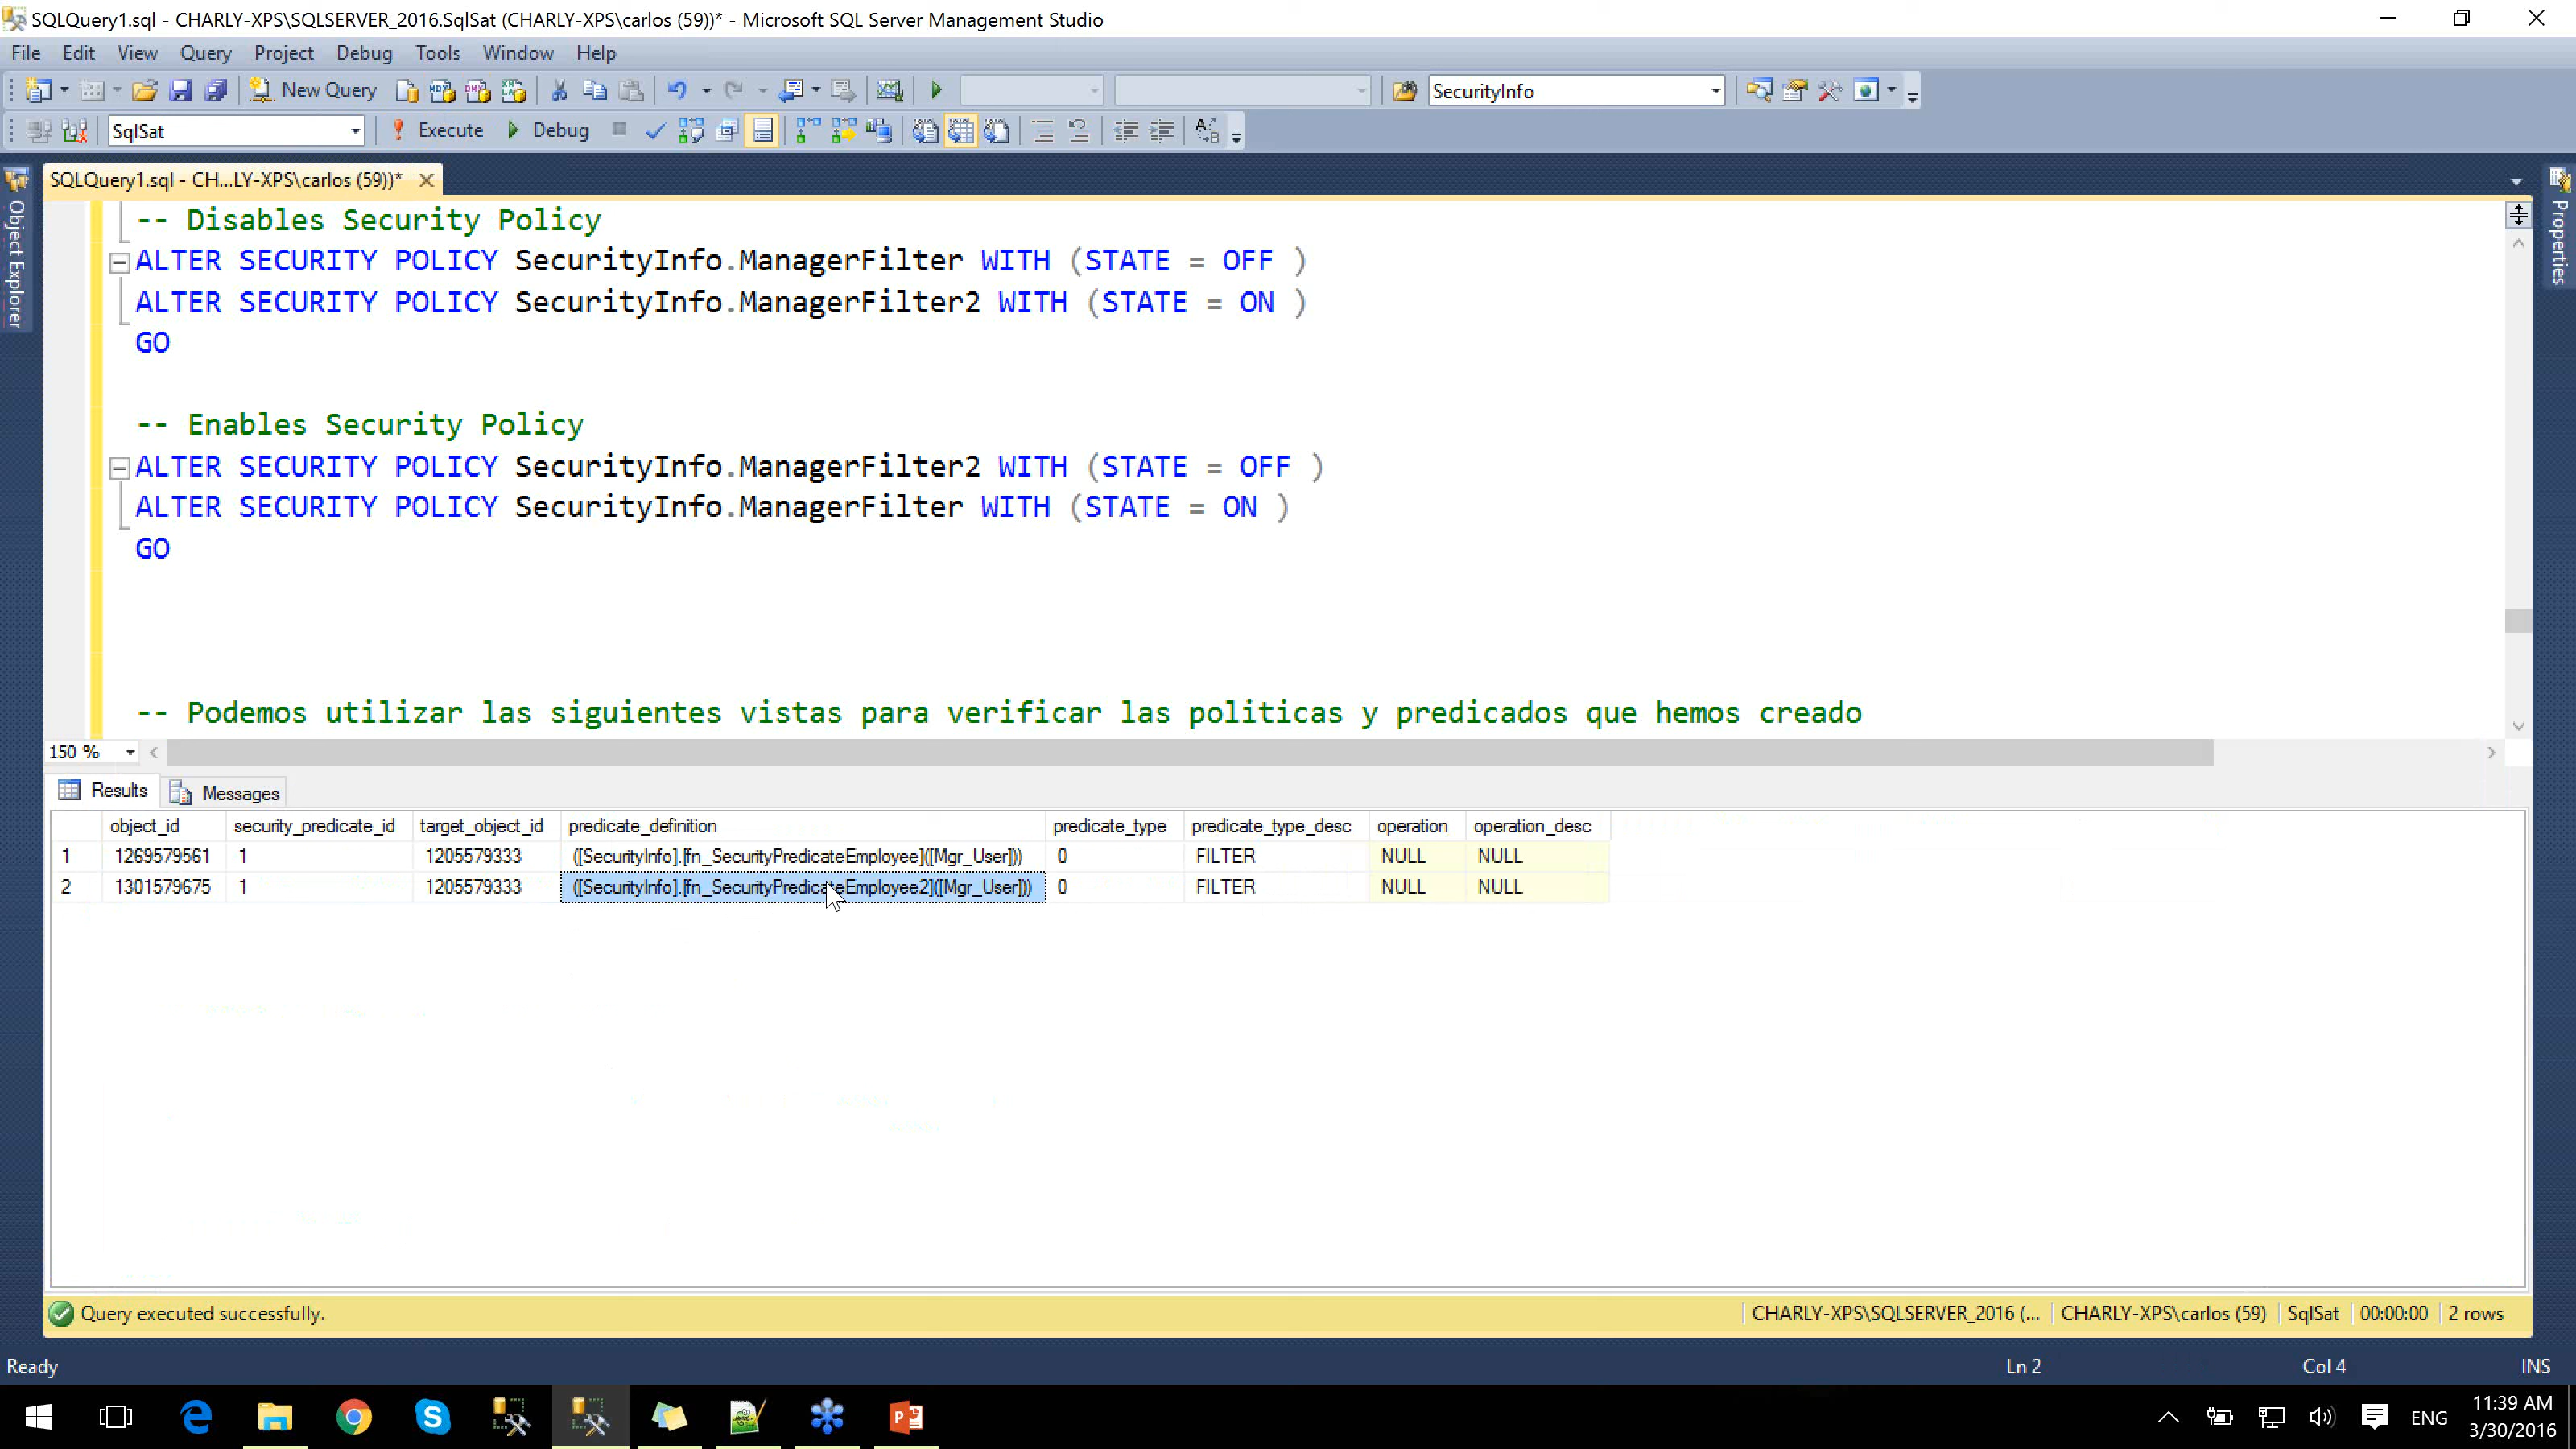 SQLQuery1.sql - CHARLY-XPS\SQLSERVER_2016.SqlSat (CHARLY-XPS\carlos (59))* - Microsoft SQL Server Management Studio
File Edit View Query Project Debug Tools Window Help
New Query SecurityInfo
SqlSat Execute Debug
SQLQuery1.sql - CH...LY-XPS\carlos (59))*
Object Explorer
Properties
-- Disables Security Policy
ALTER SECURITY POLICY SecurityInfo.ManagerFilter WITH (STATE = OFF )
ALTER SECURITY POLICY SecurityInfo.ManagerFilter2 WITH (STATE = ON )
GO
-- Enables Security Policy
ALTER SECURITY POLICY SecurityInfo.ManagerFilter2 WITH (STATE = OFF )
ALTER SECURITY POLICY SecurityInfo.ManagerFilter WITH (STATE = ON )
GO
-- Podemos utilizar las siguientes vistas para verificar las politicas y predicados que hemos creado
150 %
Results Messages
object_id security_predicate_id target_object_id predicate_definition predicate_type predicate_type_desc operation operation_desc
1 1269579561 1 1205579333 ([SecurityInfo].[fn_SecurityPredicateEmployee]([Mgr_User])) 0 FILTER NULL NULL
2 1301579675 1 1205579333 ([SecurityInfo].[fn_SecurityPredicateEmployee2]([Mgr_User])) 0 FILTER NULL NULL
Query executed successfully. CHARLY-XPS\SQLSERVER_2016 (... CHARLY-XPS\carlos (59) SqlSat 00:00:00 2 rows
Ready Ln 2 Col 4 INS
ENG 11:39 AM
3/30/2016